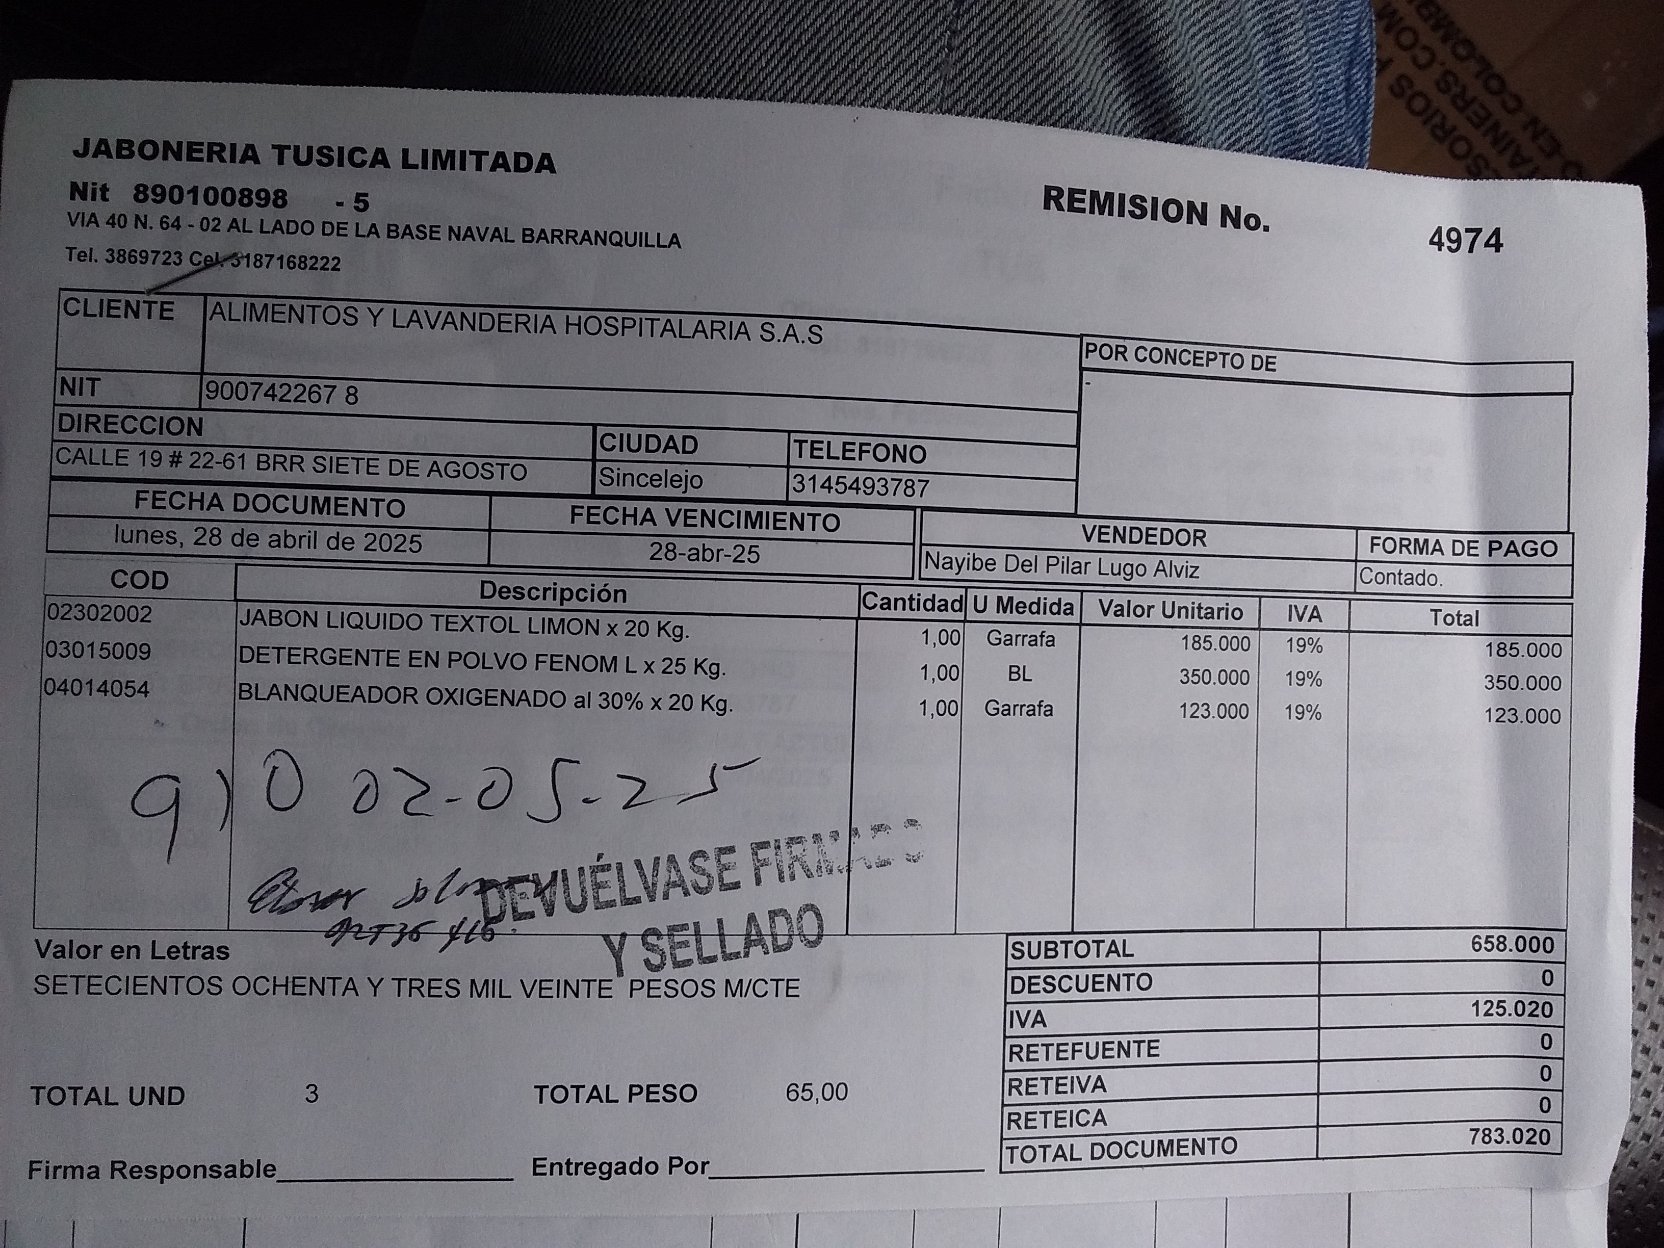 JABONERIA TUSICA LIMITADA
Nit 890100898 - 5
VIA 40 N. 64 - 02 AL LADO DE LA BASE NAVAL BARRANQUILLA
Tel. 3869723 Cel. 3187168222
REMISION No. 4974
CLIENTE ALIMENTOS Y LAVANDERIA HOSPITALARIA S.A.S
NIT 900742267 8
POR CONCEPTO DE
-
DIRECCION CIUDAD TELEFONO
CALLE 19 # 22-61 BRR SIETE DE AGOSTO Sincelejo 3145493787
FECHA DOCUMENTO FECHA VENCIMIENTO VENDEDOR FORMA DE PAGO
lunes, 28 de abril de 2025 28-abr-25 Nayibe Del Pilar Lugo Alviz Contado.
COD Descripción Cantidad U Medida Valor Unitario IVA Total
02302002 JABON LIQUIDO TEXTOL LIMON x 20 Kg. 1,00 Garrafa 185.000 19% 185.000
03015009 DETERGENTE EN POLVO FENOM L x 25 Kg. 1,00 BL 350.000 19% 350.000
04014054 BLANQUEADOR OXIGENADO al 30% x 20 Kg. 1,00 Garrafa 123.000 19% 123.000
02-05-25
DEVUÉLVASE FIRMADO
Y SELLADO
Valor en Letras
SETECIENTOS OCHENTA Y TRES MIL VEINTE PESOS M/CTE
SUBTOTAL 658.000
DESCUENTO 0
IVA 125.020
RETEFUENTE 0
RETEIVA 0
RETEICA 0
TOTAL DOCUMENTO 783.020
TOTAL UND 3 TOTAL PESO 65,00
Firma Responsable Entregado Por